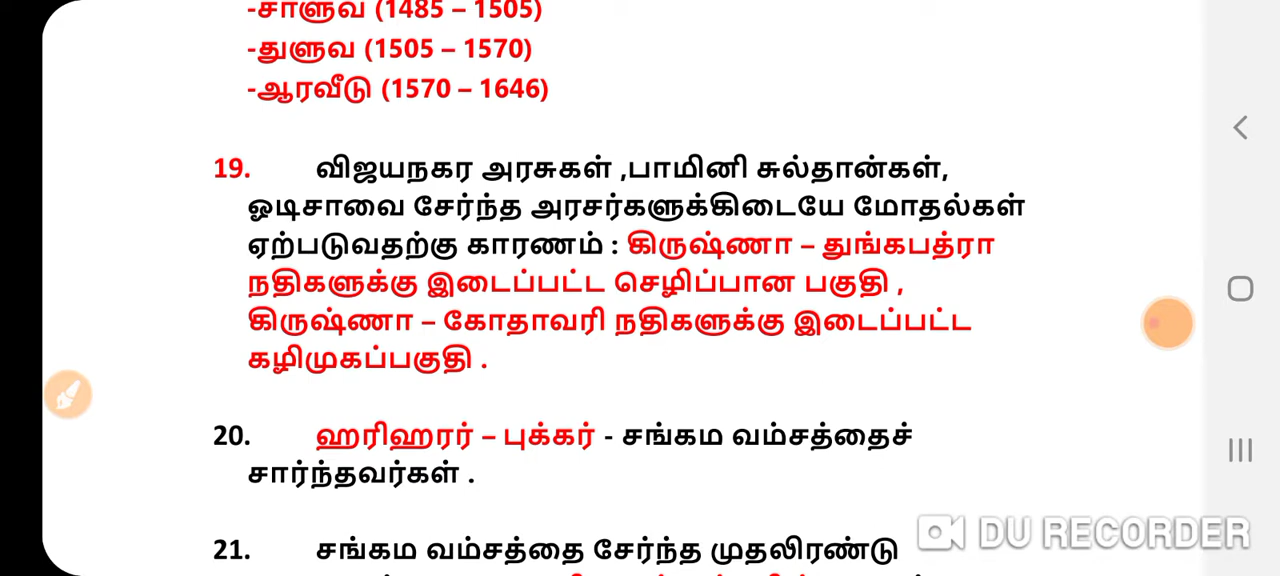 -சாளுவ (1485 – 1505)
-துளுவ (1505 – 1570)
-ஆரவீடு (1570 – 1646)
19. விஜயநகர அரசுகள் ,பாமினி சுல்தான்கள்,
ஓடிசாவை சேர்ந்த அரசர்களுக்கிடையே மோதல்கள்
ஏற்படுவதற்கு காரணம் : கிருஷ்ணா – துங்கபத்ரா
நதிகளுக்கு இடைப்பட்ட செழிப்பான பகுதி ,
கிருஷ்ணா – கோதாவரி நதிகளுக்கு இடைப்பட்ட
கழிமுகப்பகுதி .
20. ஹரிஹரர் – புக்கர் - சங்கம வம்சத்தைச்
சார்ந்தவர்கள் .
21. சங்கம வம்சத்தை சேர்ந்த முதலிரண்டு
DU RECORDER